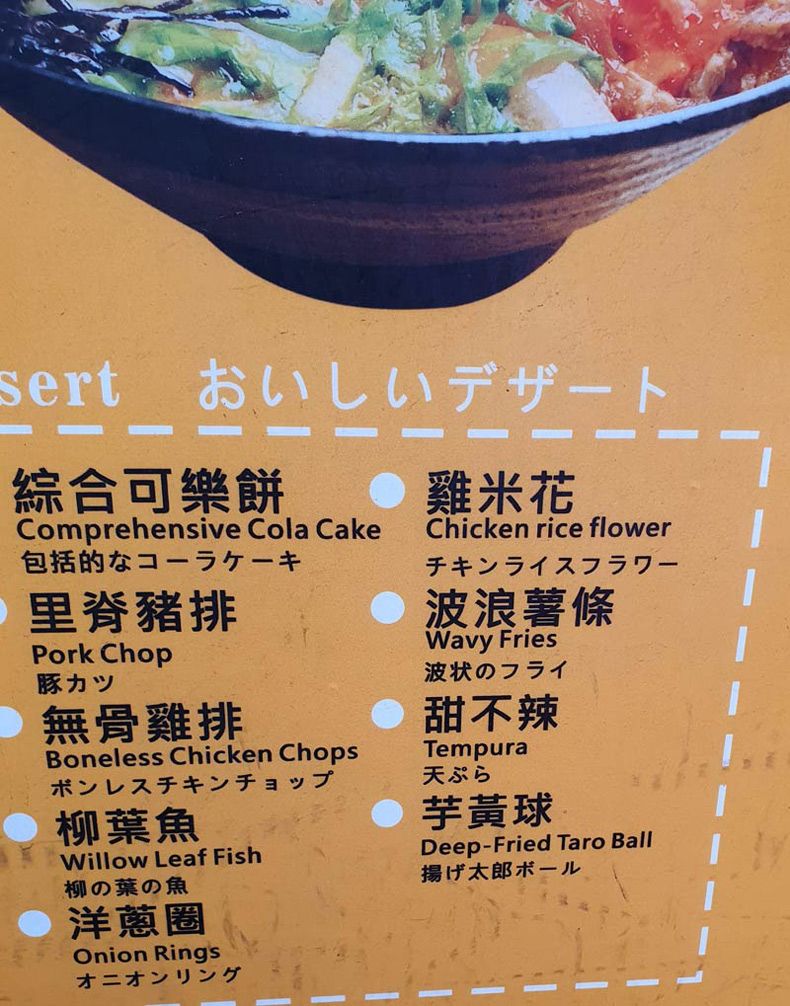 sert おいしいデザート
綜合可樂餅
Comprehensive Cola Cake
包括的なコーラケーキ
里脊豬排
Pork Chop
豚カツ
無骨雞排
Boneless Chicken Chops
ボンレスチキンチョップ
柳葉魚
Willow Leaf Fish
柳の葉の魚
洋蔥圈
Onion Rings
オニオンリング
雞米花
Chicken rice flower
チキンライスフラワー
波浪薯條
Wavy Fries
波状のフライ
甜不辣
Tempura
天ぷら
芋黃球
Deep-Fried Taro Ball
揚げ太郎ボール